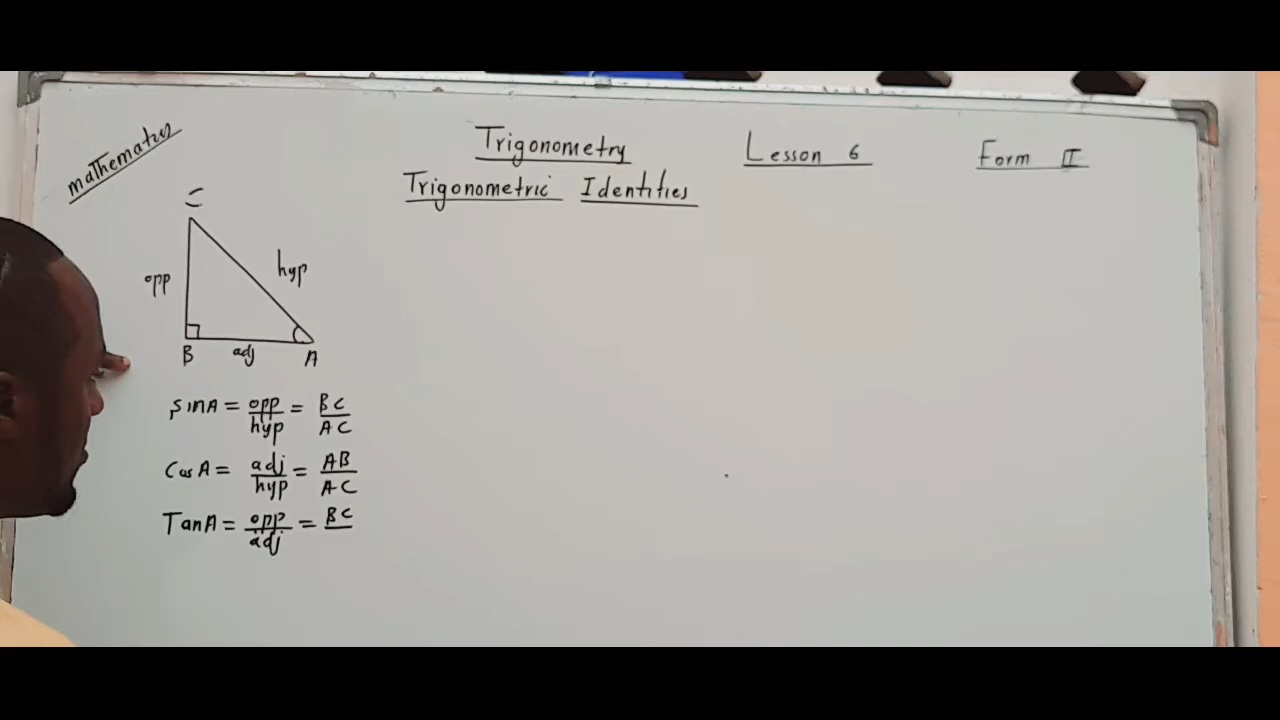 Mathematics
Trigonometry
Lesson 6
Form II
Trigonometric Identities
C
opp
hyp
B
adj
A
SinA = opp/hyp = BC/AC
CosA = adj/hyp = AB/AC
TanA = opp/adj = BC/